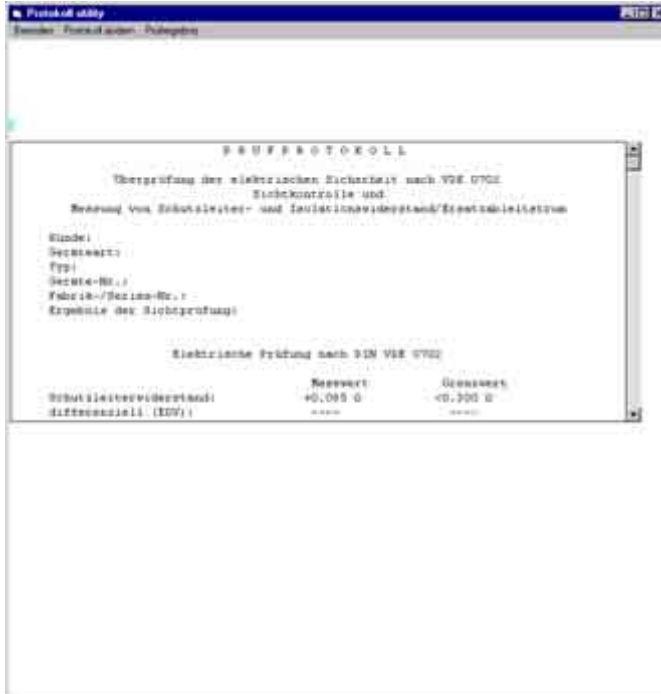 Protokoll utility
Beenden Protokoll ändern Prüfergebnis
P R Ü F P R O T O K O L L
Überprüfung der elektrischen Sicherheit nach VDE 0702
Sichtkontrolle und
Messung von Schutzleiter- und Isolationswiderstand/Ersatzableitstrom
Kunde:
Geräteart:
Typ:
Geräte-Nr.:
Fabrik-/Serien-Nr.:
Ergebnis der Sichtprüfung:
Elektrische Prüfung nach DIN VDE 0702
Messwert Grenzwert
Schutzleiterwiderstand: <0.300 Ω
differenziell (EDV): ---- ----